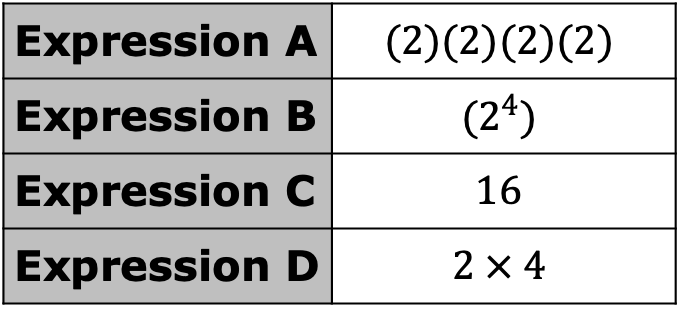 Expression A (2)(2)(2)(2)
Expression B (2⁴)
Expression C 16
Expression D 2 × 4